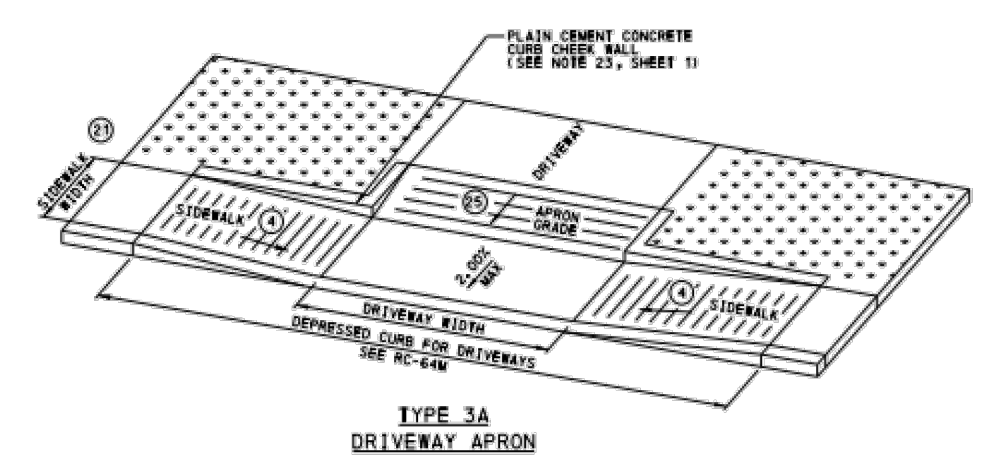 PLAIN CEMENT CONCRETE
CURB CHEEK WALL
(SEE NOTE 23, SHEET 1)
21
SIDEWALK
WIDTH
DRIVEWAY
SIDEWALK
4
25
APRON
GRADE
2.00%
MAX
4
SIDEWALK
DRIVEWAY WIDTH
DEPRESSED CURB FOR DRIVEWAYS
SEE RC-64M
TYPE 3A
DRIVEWAY APRON